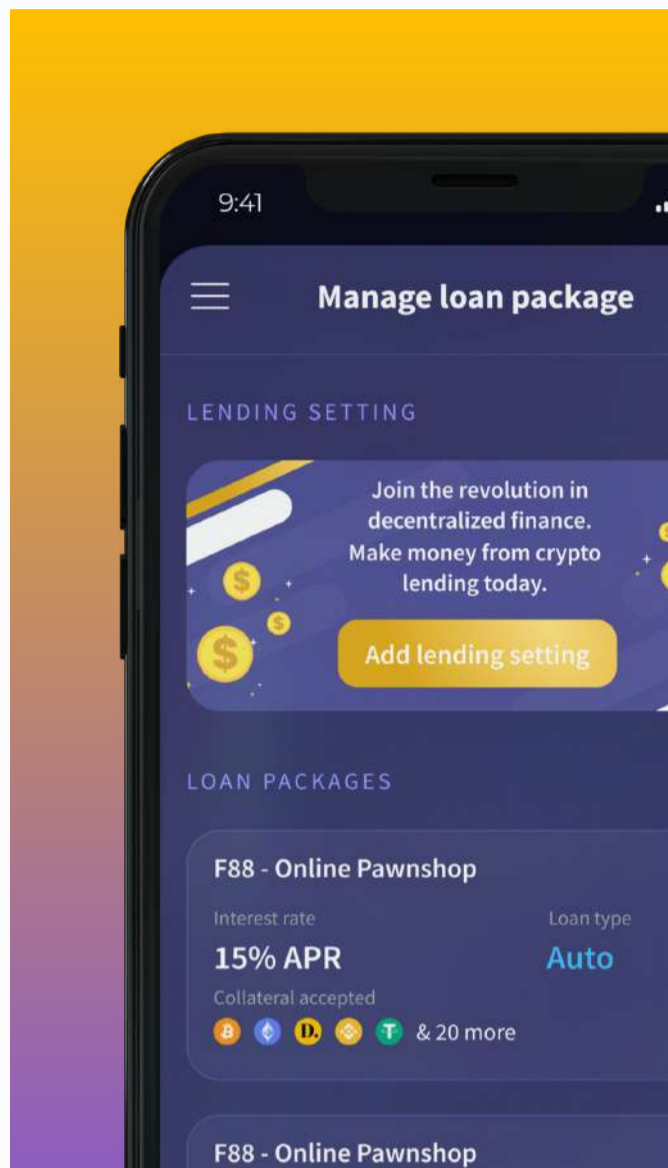 9:41
Manage loan package
LENDING SETTING
Join the revolution in
decentralized finance.
Make money from crypto
lending today.
Add lending setting
LOAN PACKAGES
F88 - Online Pawnshop
Interest rate
Loan type
15% APR
Auto
Collateral accepted
D.
& 20 more
F88 - Online Pawnshop